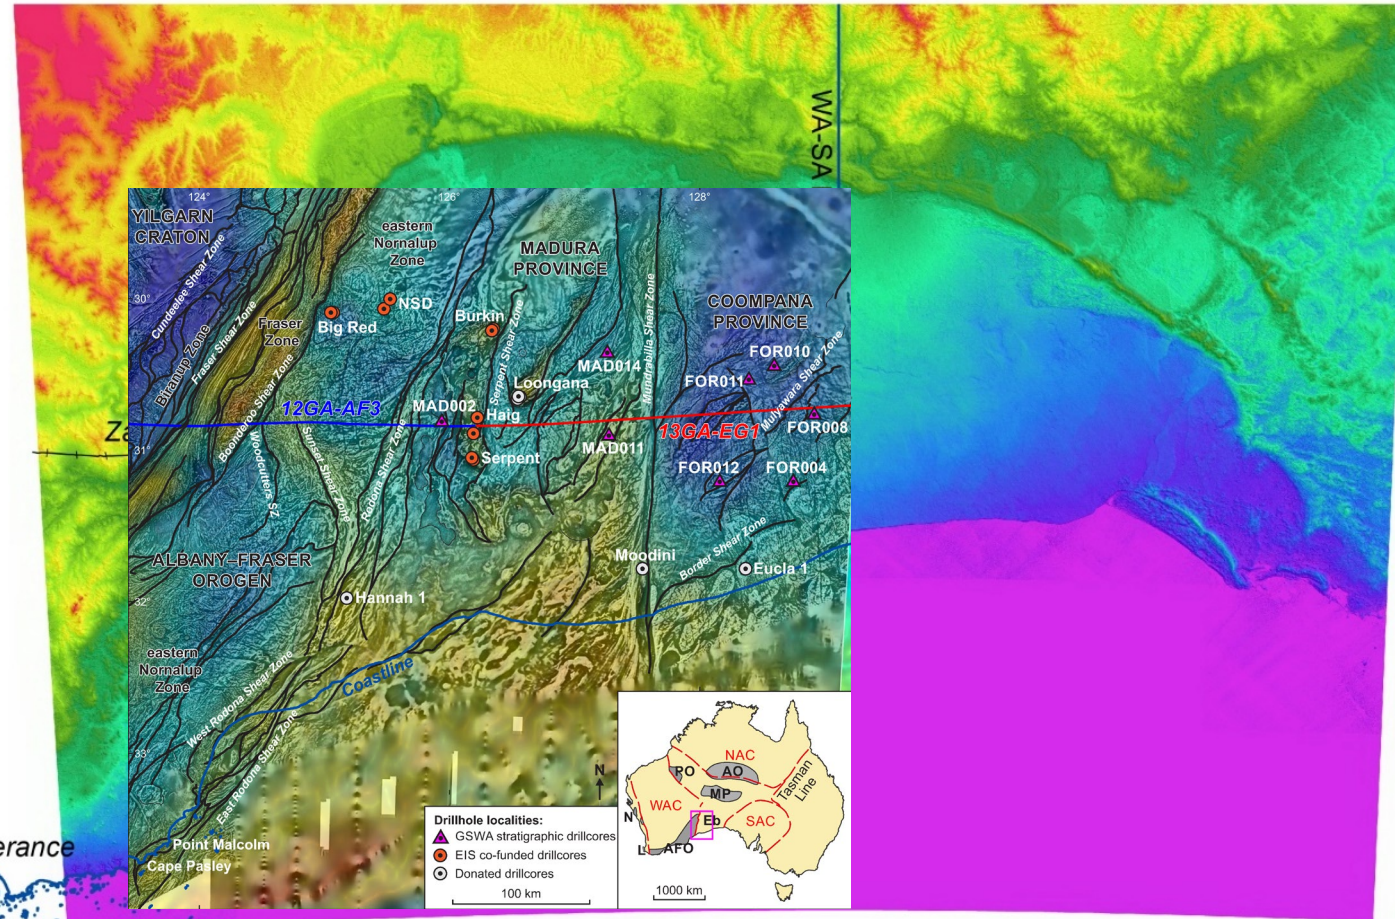 WA-SA
124°
126°
128°
YILGARN
CRATON
eastern
Nornalup
Zone
MADURA
PROVINCE
Cundeelee Shear Zone
30°
NSD
Big Red
Fraser
Zone
Burkin
Serpent Shear Zone
Mundrabilla Shear Zone
COOMPANA
PROVINCE
Biranup Zone
Fraser Shear Zone
MAD014
FOR010
FOR011
Mulyawara Shear Zone
Boonderoo Shear Zone
Loongana
12GA-AF3
MAD002
Haig
13GA-EG1
FOR008
Za
31°
Woodcutters SZ
Sunset Shear Zone
Rodona Shear Zone
Serpent
MAD011
FOR012
FOR004
ALBANY–FRASER
OROGEN
Moodini
Border Shear Zone
Eucla 1
32°
Hannah 1
eastern
Nornalup
Zone
West Rodona Shear Zone
Coastline
East Rodona Shear Zone
33°
Point Malcolm
Cape Pasley
erance
N
Drillhole localities:
GSWA stratigraphic drillcores
EIS co-funded drillcores
Donated drillcores
100 km
NAC
PO
AO
MP
Tasman
Line
WAC
N
Eb
SAC
L
AFO
1000 km